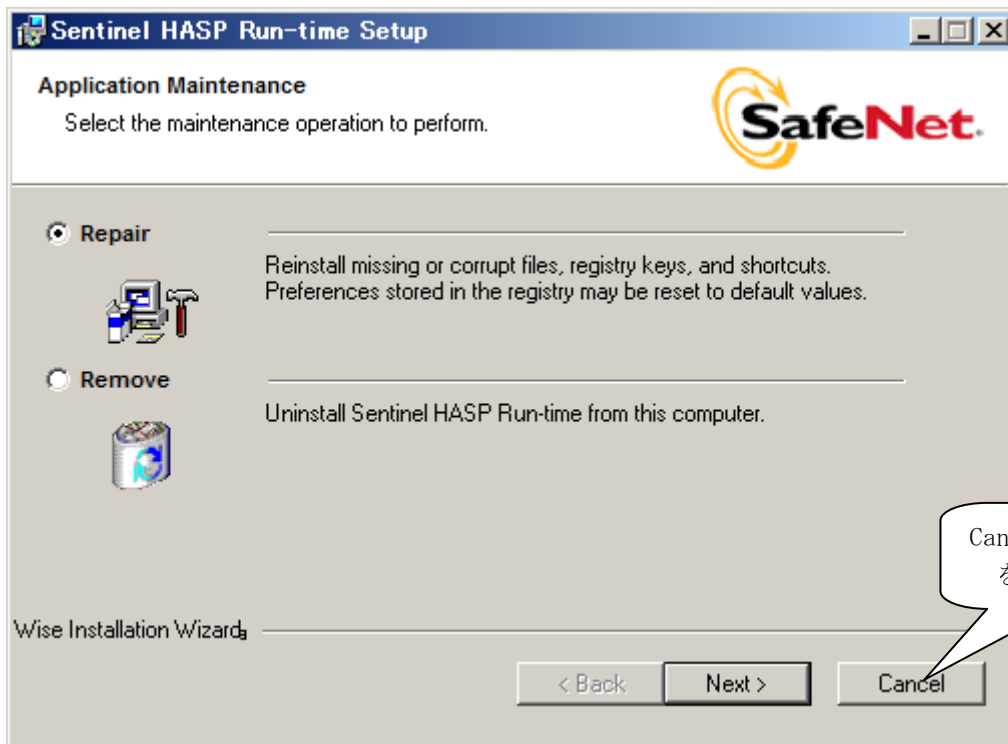 Sentinel HASP Run-time Setup
Application Maintenance
Select the maintenance operation to perform.
SafeNet.
Repair
Reinstall missing or corrupt files, registry keys, and shortcuts.
Preferences stored in the registry may be reset to default values.
Remove
Uninstall Sentinel HASP Run-time from this computer.
Can
を
Wise Installation Wizard
< Back
Next >
Cancel